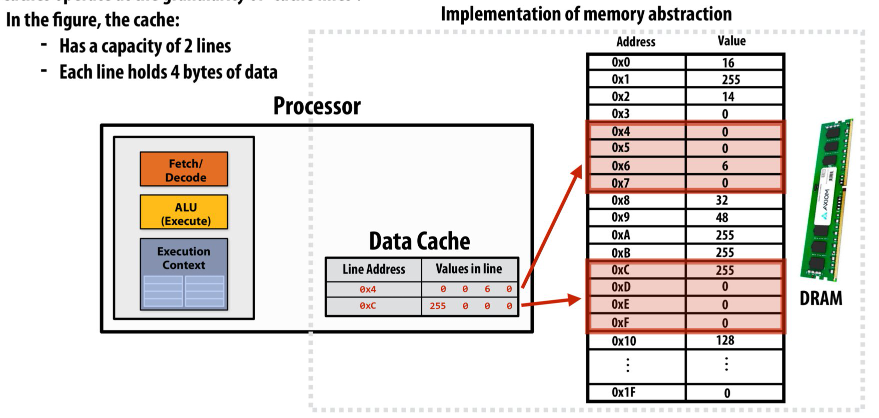 In the figure, the cache:
- Has a capacity of 2 lines
- Each line holds 4 bytes of data
Implementation of memory abstraction
Processor
Fetch/
Decode
ALU
(Execute)
Execution
Context
Data Cache
Line Address Values in line
0x4 0 0 6 0
0xC 255 0 0 0
Address Value
0x0 16
0x1 255
0x2 14
0x3 0
0x4 0
0x5 0
0x6 6
0x7 0
0x8 32
0x9 48
0xA 255
0xB 255
0xC 255
0xD 0
0xE 0
0xF 0
0x10 128
⋮ ⋮
0x1F 0
AXIOM
DRAM